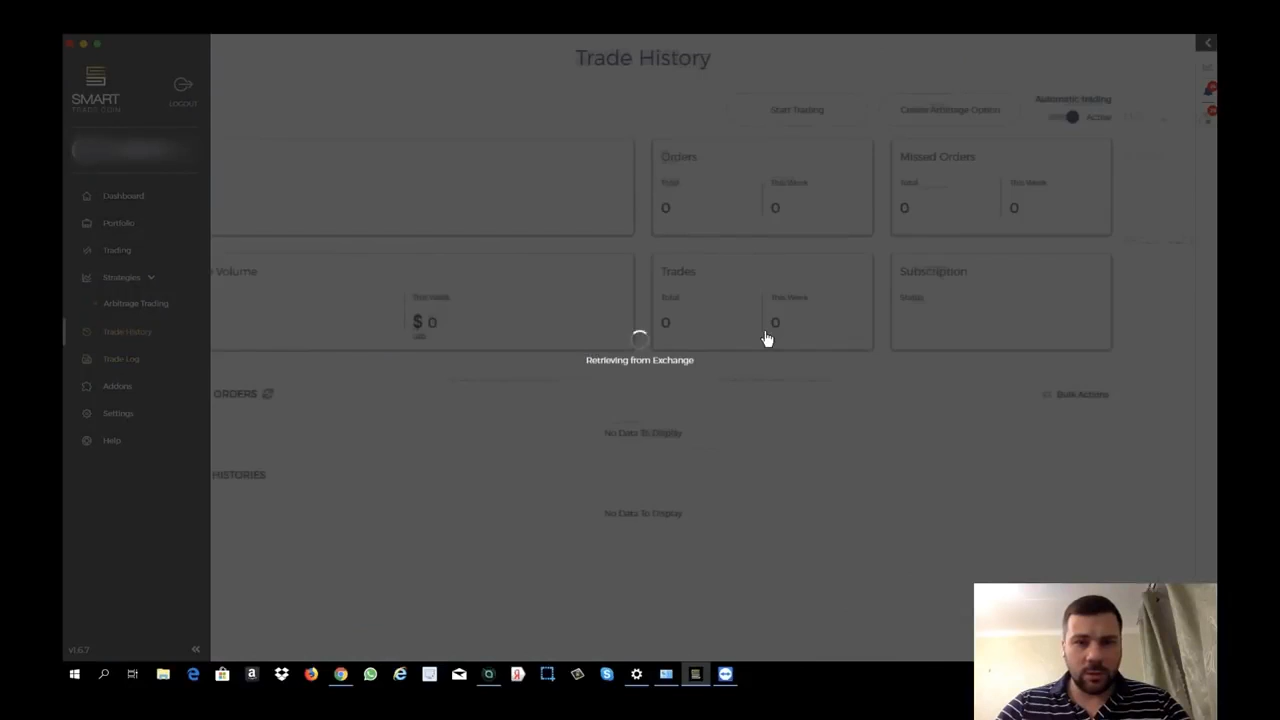 Trade History
SMART
TRADE COIN
LOGOUT
Start Trading
Create Arbitrage Option
Automatic trading
Active
Dashboard
Portfolio
Trading
Strategies
Arbitrage Trading
Trade History
Trade Log
Addons
Settings
Help
v1.6.7
Orders
Total
This Week
0
0
Missed Orders
Total
This Week
0
0
Volume
This Week
$ 0
Trades
Total
This Week
0
0
Subscription
Status
Retrieving from Exchange
ORDERS
Bulk Actions
No Data To Display
HISTORIES
No Data To Display